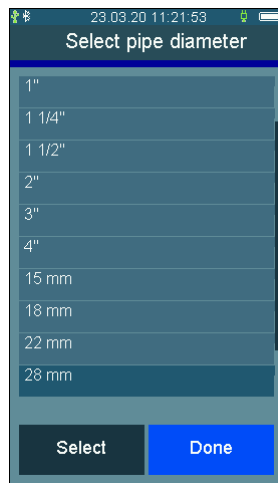 23.03.20 11:21:53
Select pipe diameter
1"
1 1/4"
1 1/2"
2"
3"
4"
15 mm
18 mm
22 mm
28 mm
Select Done